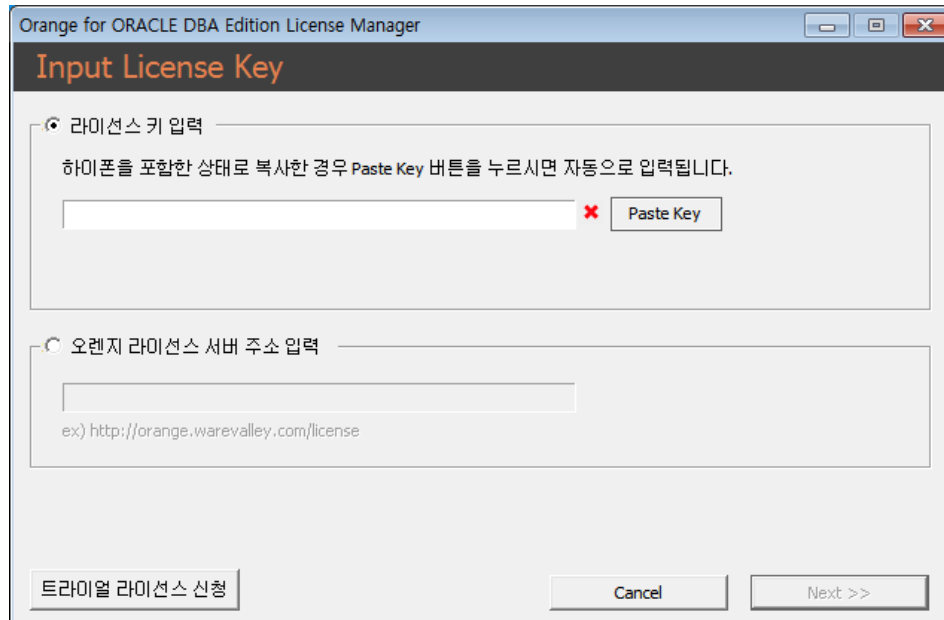 Orange for ORACLE DBA Edition License Manager
Input License Key
라이선스 키 입력
하이폰을 포함한 상태로 복사한 경우 Paste Key 버튼을 누르시면 자동으로 입력됩니다.
Paste Key
오렌지 라이선스 서버 주소 입력
ex) http://orange.warevalley.com/license
트라이얼 라이선스 신청
Cancel
Next >>